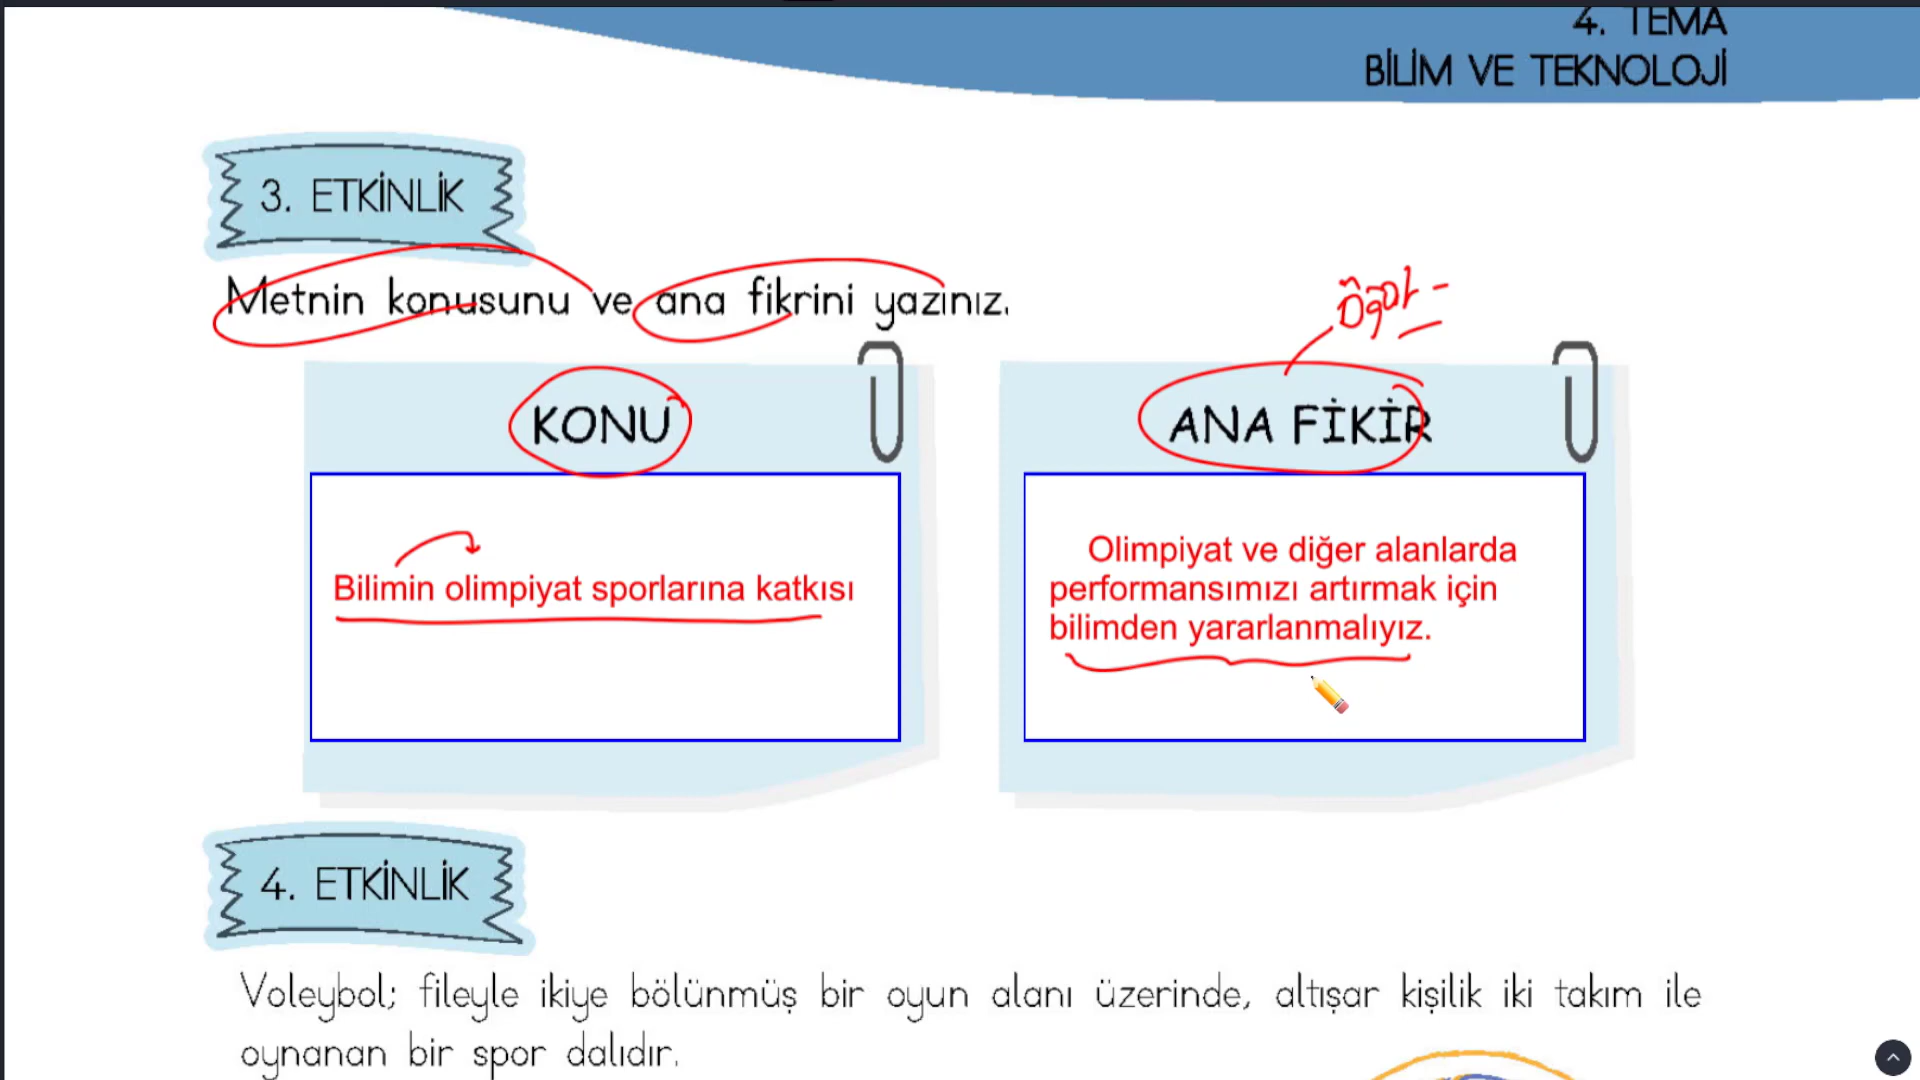 4. TEMA
BİLİM VE TEKNOLOJİ
3. ETKİNLİK
Metnin konusunu ve ana fikrini yazınız.
KONU
Bilimin olimpiyat sporlarına katkısı
ANA FİKİR
Olimpiyat ve diğer alanlarda
performansımızı artırmak için
bilimden yararlanmalıyız.
4. ETKİNLİK
Voleybol; fileyle ikiye bölünmüş bir oyun alanı üzerinde, altışar kişilik iki takım ile
oynanan bir spor dalıdır.